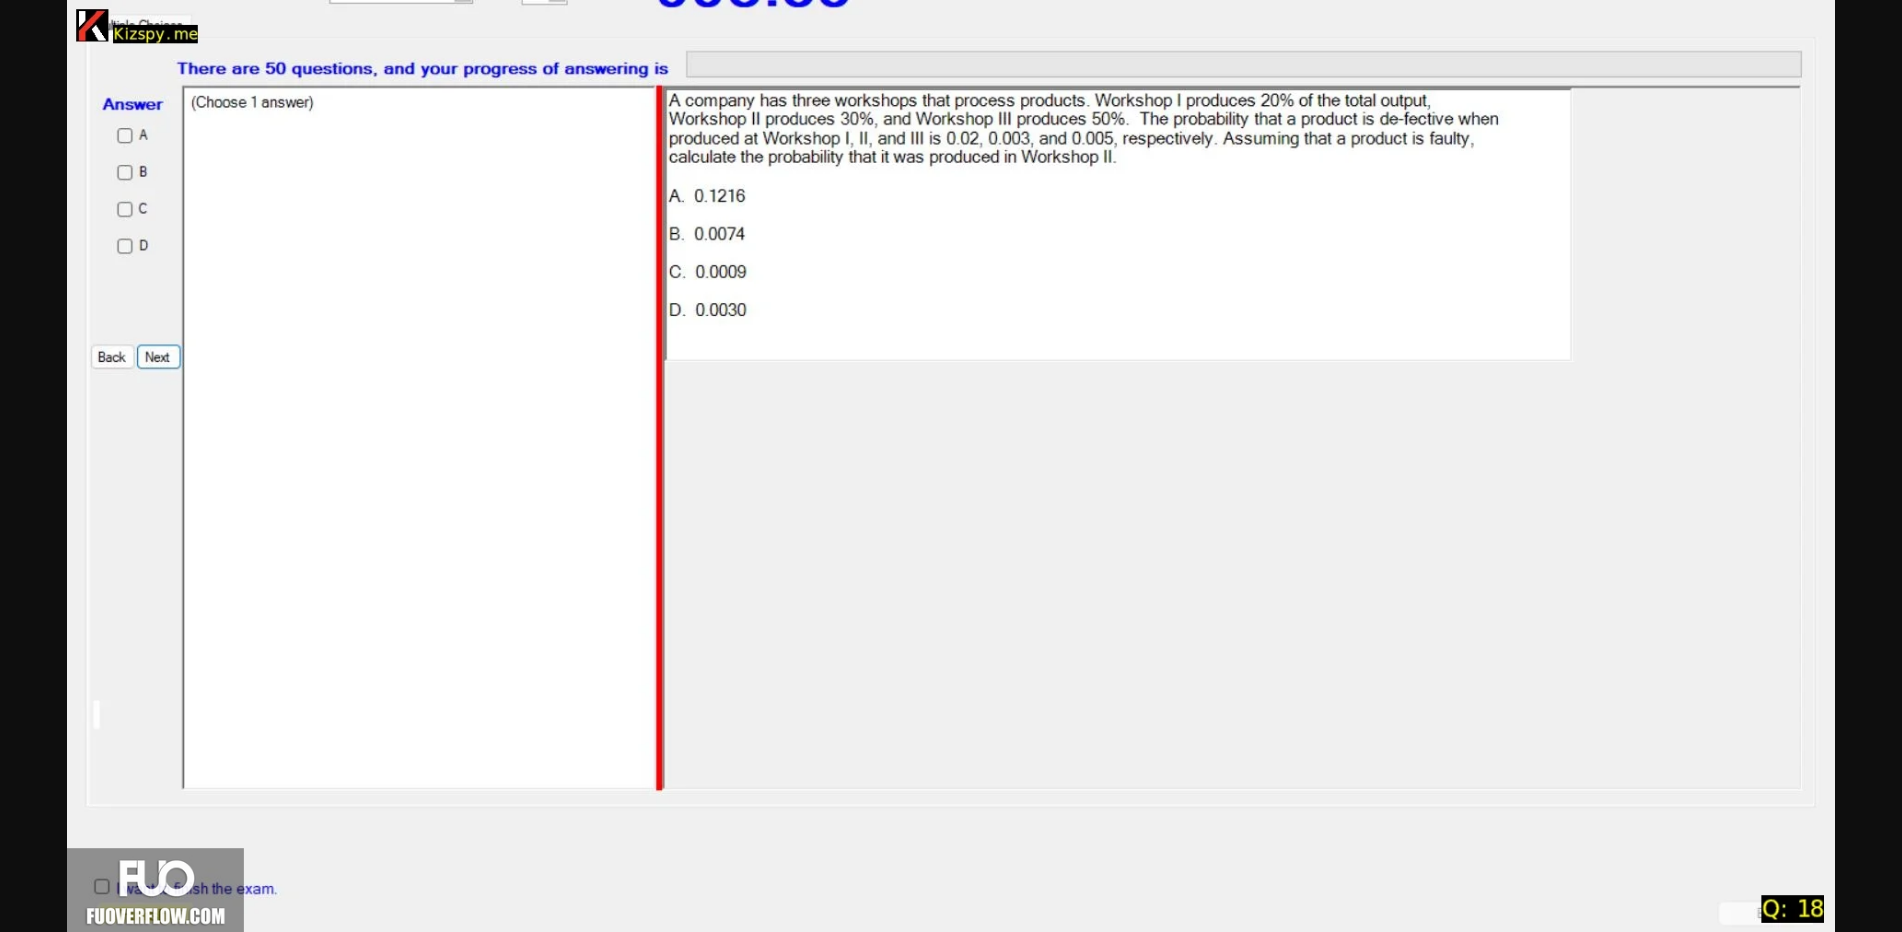 Kizspy.me
There are 50 questions, and your progress of answering is
Answer
(Choose 1 answer)
A
B
C
D
Back
Next
A company has three workshops that process products. Workshop I produces 20% of the total output,
Workshop II produces 30%, and Workshop III produces 50%.  The probability that a product is de-fective when
produced at Workshop I, II, and III is 0.02, 0.003, and 0.005, respectively. Assuming that a product is faulty,
calculate the probability that it was produced in Workshop II.
A.  0.1216
B.  0.0074
C.  0.0009
D.  0.0030
finish the exam.
FUO
FUOVERFLOW.COM
Q: 18